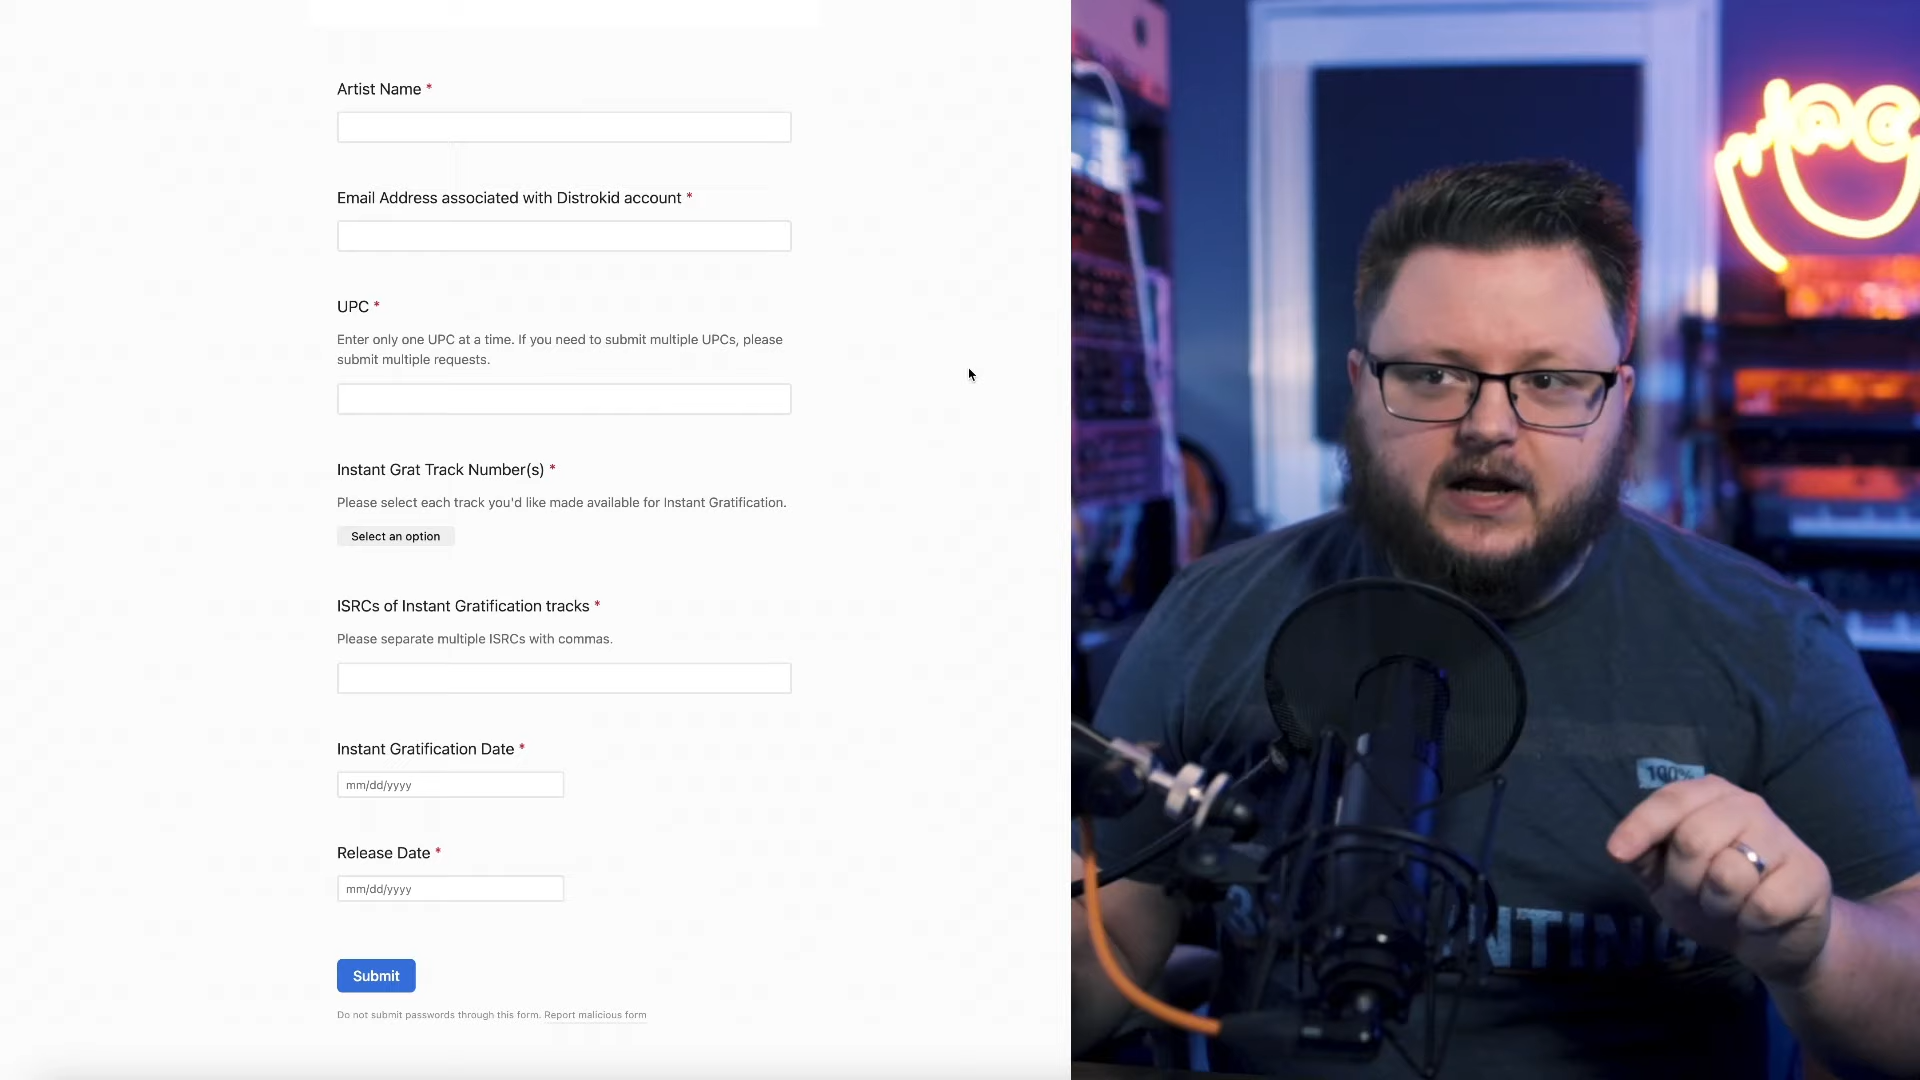 Artist Name *
Email Address associated with Distrokid account *
UPC *
Enter only one UPC at a time. If you need to submit multiple UPCs, please
submit multiple requests.
Instant Grat Track Number(s) *
Please select each track you'd like made available for Instant Gratification.
Select an option
ISRCs of Instant Gratification tracks *
Please separate multiple ISRCs with commas.
Instant Gratification Date *
mm/dd/yyyy
Release Date *
mm/dd/yyyy
Submit
Do not submit passwords through this form. Report malicious form
100%